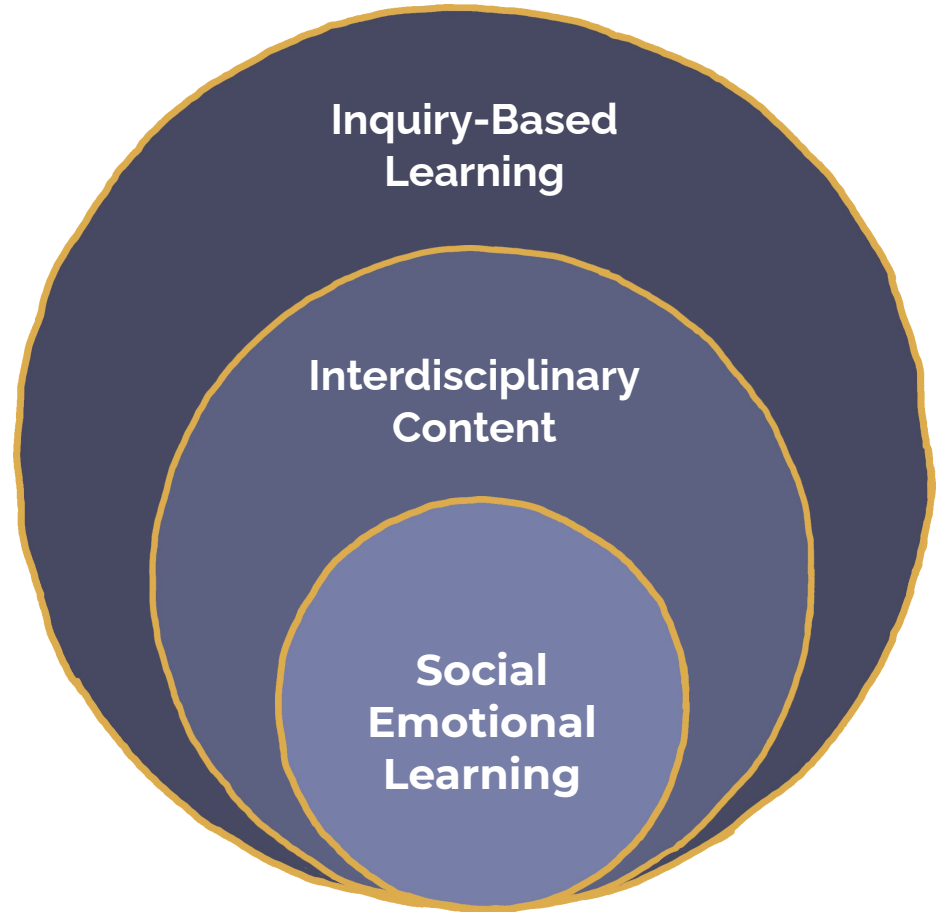 Inquiry-Based
Learning
Interdisciplinary
Content
Social
Emotional
Learning